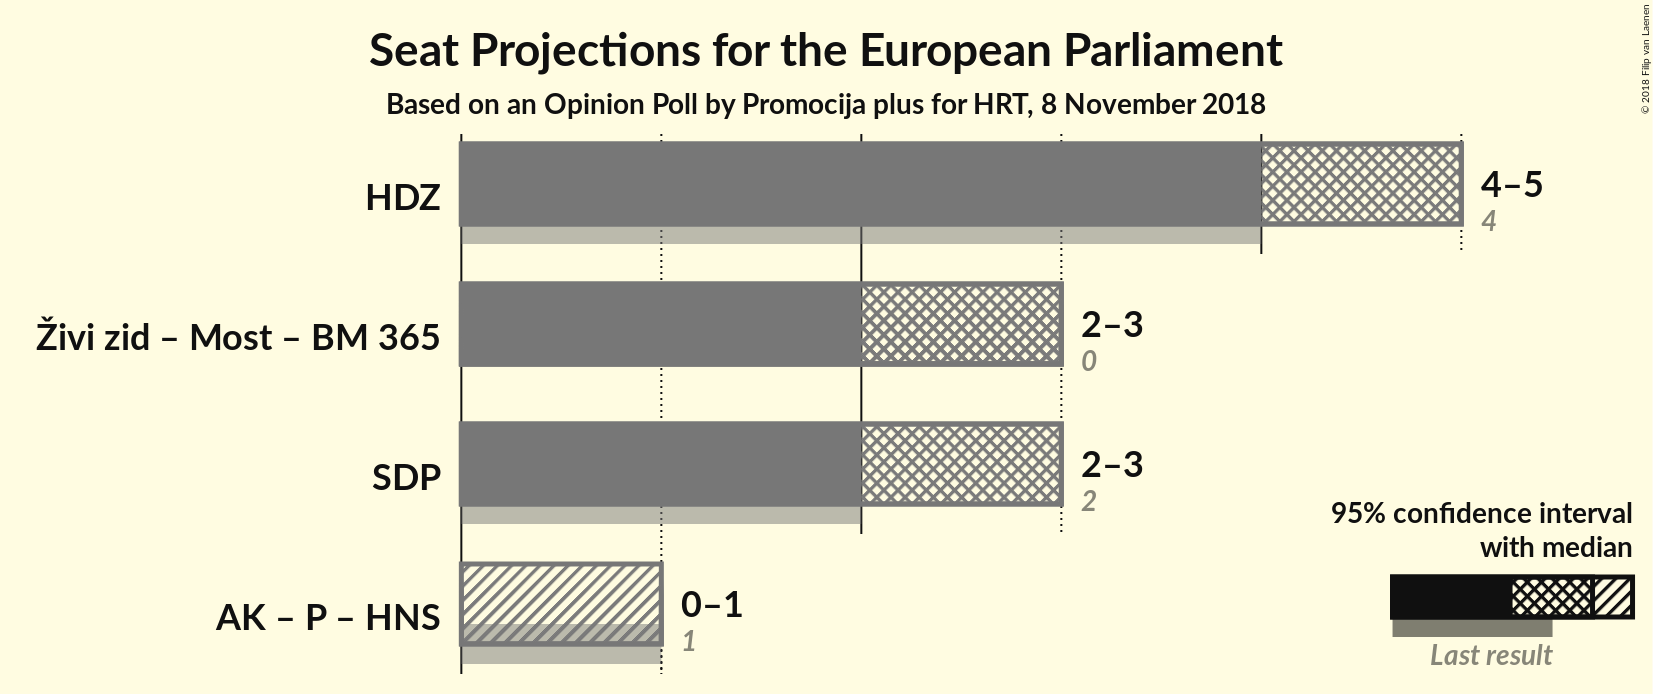 Seat Projections for the European Parliament
Based on an Opinion Poll by Promocija plus for HRT, 8 November 2018
© 2018 Filip van Laenen
HDZ
4–5
4
Živi zid – Most – BM 365
2–3
0
SDP
2–3
2
AK – P – HNS
0–1
1
95% confidence interval
with median
Last result